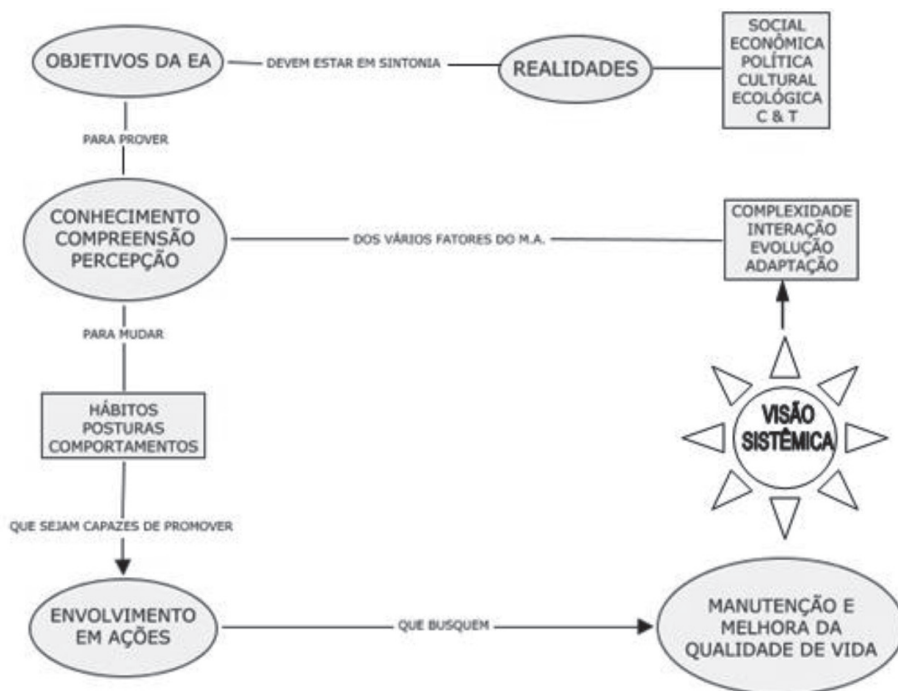 OBJETIVOS DA EA
DEVEM ESTAR EM SINTONIA
REALIDADES
SOCIAL
ECONÔMICA
POLÍTICA
CULTURAL
ECOLÓGICA
C & T
PARA PROVER
CONHECIMENTO
COMPREENSÃO
PERCEPÇÃO
DOS VÁRIOS FATORES DO M.A.
COMPLEXIDADE
INTERAÇÃO
EVOLUÇÃO
ADAPTAÇÃO
PARA MUDAR
HÁBITOS
POSTURAS
COMPORTAMENTOS
VISÃO
SISTÊMICA
QUE SEJAM CAPAZES DE PROMOVER
ENVOLVIMENTO
EM AÇÕES
QUE BUSQUEM
MANUTENÇÃO E
MELHORA DA
QUALIDADE DE VIDA